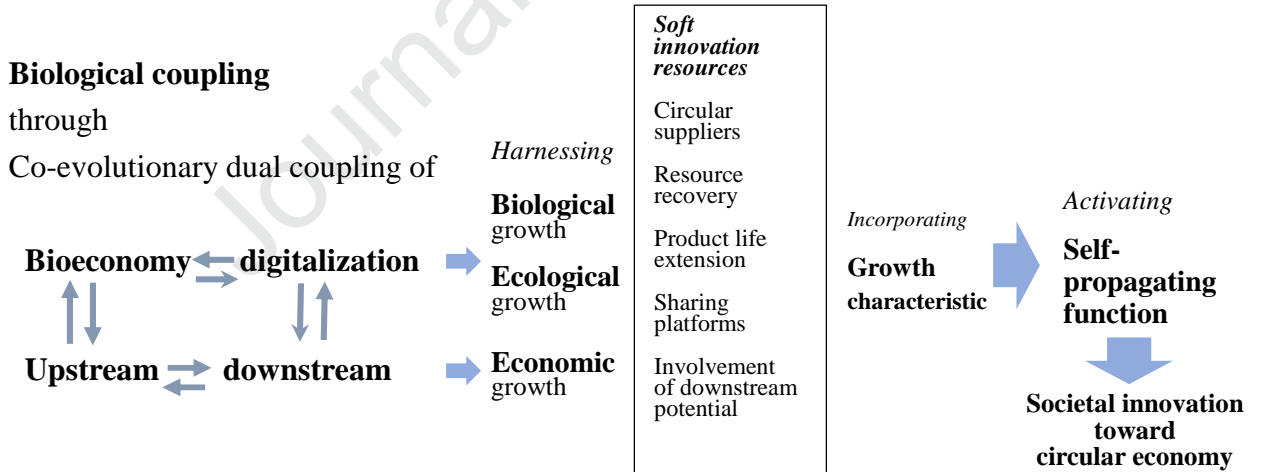 Journal
Biological coupling
through
Co-evolutionary dual coupling of
Bioeconomy digitalization
Upstream downstream
Harnessing
Biological
growth
Ecological
growth
Economic
growth
Soft
innovation
resources
Circular
suppliers
Resource
recovery
Product life
extension
Sharing
platforms
Involvement
of downstream
potential
Incorporating
Growth
characteristic
Activating
Self-
propagating
function
Societal innovation
toward
circular economy